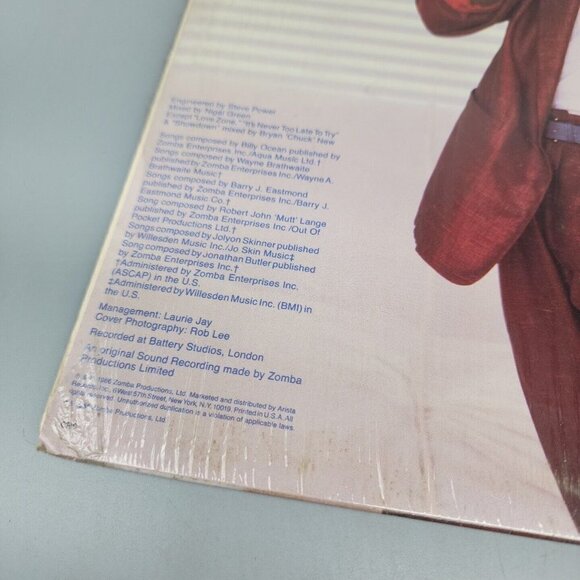 Engineered by Steve Power
Mixed by Nigel Green
Except "Love Zone," "It's Never Too Late To Try"
& "Showdown" mixed by Bryan 'Chuck' New
Songs composed by Billy Ocean published by
Zomba Enterprises Inc./Aqua Music Ltd.†
Songs composed by Wayne Brathwaite
published by Zomba Enterprises Inc./Wayne A.
Brathwaite Music†
Songs composed by Barry J. Eastmond
published by Zomba Enterprises Inc./Barry J.
Eastmond Music Co.†
Song composed by Robert John 'Mutt' Lange
published by Zomba Enterprises Inc./Out Of
Pocket Productions Ltd.†
Songs composed by Jolyon Skinner published
by Willesden Music Inc./Jo Skin Music‡
Song composed by Jonathan Butler published
by Zomba Enterprises Inc.†
†Administered by Zomba Enterprises Inc.
(ASCAP) in the U.S.
‡Administered by Willesden Music Inc. (BMI) in
the U.S.
Management: Laurie Jay
Cover Photography: Rob Lee
Recorded at Battery Studios, London
An original Sound Recording made by Zomba
Productions Limited
1986 Zomba Productions, Ltd. Marketed and distributed by Arista
Records, Inc., 6 West 57th Street, New York, N.Y. 10019. Printed in U.S.A. All
rights reserved. Unauthorized duplication is a violation of applicable laws.
Zomba Productions, Ltd.